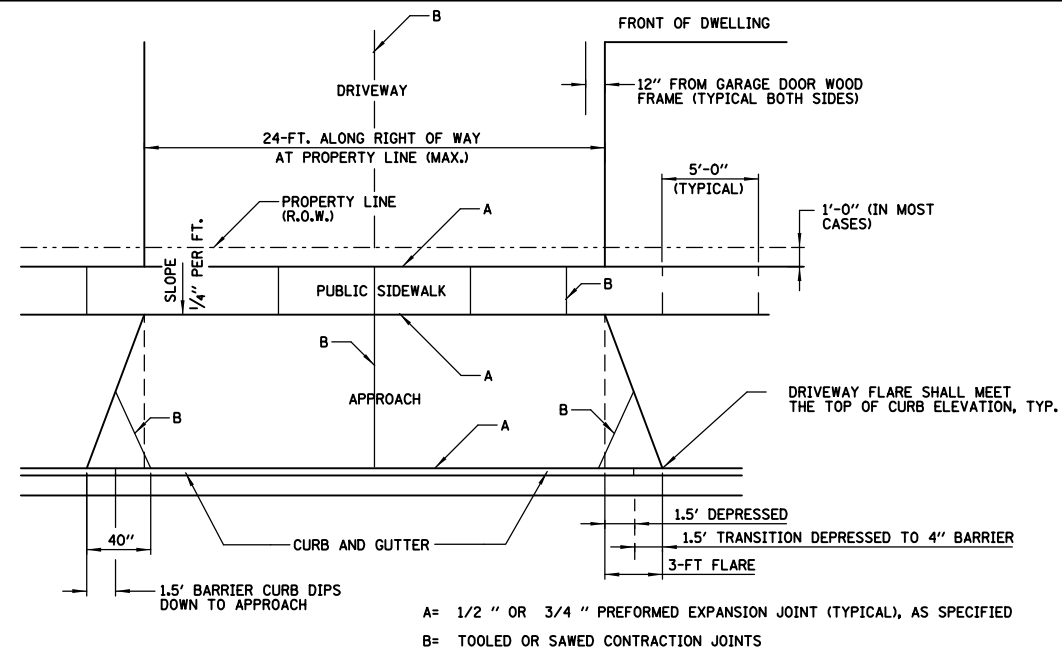 B
FRONT OF DWELLING
DRIVEWAY
12" FROM GARAGE DOOR WOOD
FRAME (TYPICAL BOTH SIDES)
24-FT. ALONG RIGHT OF WAY
AT PROPERTY LINE (MAX.)
5'-0"
(TYPICAL)
PROPERTY LINE
(R.O.W.)
A
1'-0" (IN MOST
CASES)
SLOPE
1/4" PER FT.
PUBLIC SIDEWALK
B
B
A
APPROACH
DRIVEWAY FLARE SHALL MEET
THE TOP OF CURB ELEVATION, TYP.
B
B
A
1.5' DEPRESSED
40"
CURB AND GUTTER
1.5' TRANSITION DEPRESSED TO 4" BARRIER
3-FT FLARE
1.5' BARRIER CURB DIPS
DOWN TO APPROACH
A= 1/2 " OR 3/4 " PREFORMED EXPANSION JOINT (TYPICAL), AS SPECIFIED
B= TOOLED OR SAWED CONTRACTION JOINTS